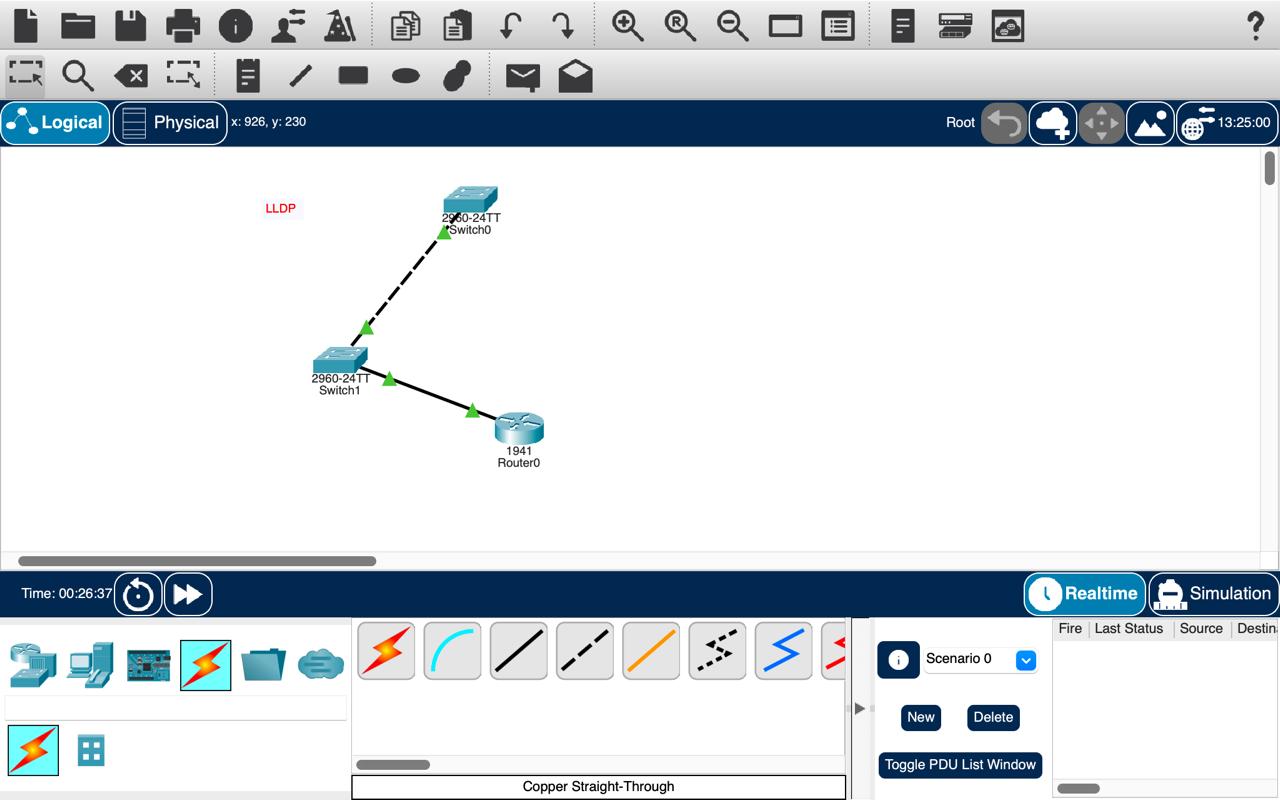 Logical
Physical
x: 926, y: 230
Root
13:25:00
LLDP
2960-24TT
Switch0
2960-24TT
Switch1
1941
Router0
Time: 00:26:37
Realtime
Simulation
Fire
Last Status
Source
Destin
Scenario 0
New
Delete
Toggle PDU List Window
Copper Straight-Through